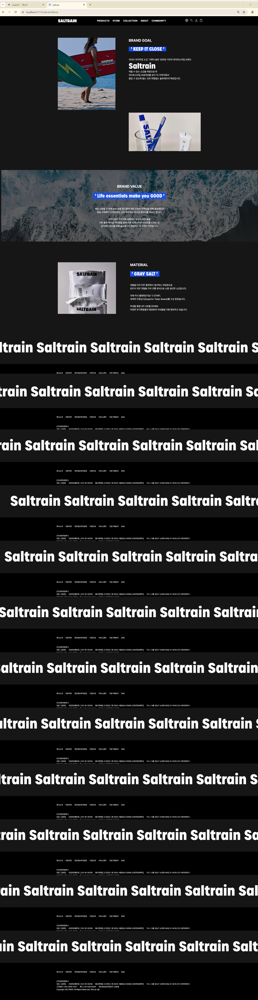 ChatGPT - 챗GPT
Saltrain
localhost:5173/saltrain/About
SALTRAIN
PRODUCTS STORE COLLECTION ABOUT COMMUNITY
BRAND GOAL
' KEEP IT CLOSE '
국내산 프리미엄 소금 '그레이 솔트' 토판염 기반의 라이프스타일 브랜드
Saltrain
먹을 수 있는 소금을 바탕으로 한
라이프스타일 프로덕트를 보다 '더 가까이에서'
즐길 수 있도록 돕는 것은 변함없는 솔트레인의 목표입니다.
SALTR
BRAND VALUE
' Life essentials make you GOOD '
매일 사용할 수 밖에 없는 생활 필수품에 대한 진정한 만족감을 위해 솔트레인은
원료 선택부터 디자인까지, 모든 과정에서 최고의 퀄리티를 우선시 합니다.
꾸미기보다 가꾸기에 집중하는 일상의 작은 돌봄.
기분 좋은 에센셜 아이템을 통해 더욱 만족스러운 라이프를 누리는 것.
감각적인 당신을 위해 솔트레인이 제공하는 궁극적인 가치입니다.
SALTRAIN
SALTRAIN
MATERIAL
' GRAY SALT '
갯벌을 다져 만든 흙판에서 생산하는 천일염으로
장인이 자연 갯벌을 다져 전통 방식으로 소량 생산한 소금입니다.
국제 미식 품평회(ITQI) "2 STAR",
세계적 인증심사(Superior Taste Award)를 수상 받았습니다.
미네랄 함량 UP 나트륨 DOWN
다양한 유기화합물의 영양분과 미네랄을 다량 함유하고 있습니다.
ltrain Saltrain Saltrain Saltrain Saltrain S
회사소개 이용약관 개인정보처리방침 이용안내 서비스센터 기업구매문의 SNS
train Saltrain Saltrain Saltrain Saltrain Sa
회사소개 이용약관 개인정보처리방침 이용안내 서비스센터 기업구매문의 SNS
(주)비욘뒤컴퍼니
대표 | 강문철 사업자등록번호 | 331-81-00150 통신판매업 신고번호 | 제 2020-서울강남-02659 [사업자정보확인] 주소 | 서울 강남구 논현로149길 31 401호 (주) 비욘뒤컴퍼니
rain Saltrain Saltrain Saltrain Saltrain Sal
회사소개 이용약관 개인정보처리방침 이용안내 서비스센터 기업구매문의 SNS
(주)비욘뒤컴퍼니
대표 | 강문철 사업자등록번호 | 331-81-00150 통신판매업 신고번호 | 제 2020-서울강남-02659 [사업자정보확인] 주소 | 서울 강남구 논현로149길 31 401호 (주) 비욘뒤컴퍼니
Saltrain Saltrain Saltrain Saltrain Saltra
회사소개 이용약관 개인정보처리방침 이용안내 서비스센터 기업구매문의 SNS
(주)비욘뒤컴퍼니
대표 | 강문철 사업자등록번호 | 331-81-00150 통신판매업 신고번호 | 제 2020-서울강남-02659 [사업자정보확인] 주소 | 서울 강남구 논현로149길 31 401호 (주) 비욘뒤컴퍼니
Saltrain Saltrain Saltrain Saltrain Saltra
회사소개 이용약관 개인정보처리방침 이용안내 서비스센터 기업구매문의 SNS
(주)비욘뒤컴퍼니
대표 | 강문철 사업자등록번호 | 331-81-00150 통신판매업 신고번호 | 제 2020-서울강남-02659 [사업자정보확인] 주소 | 서울 강남구 논현로149길 31 401호 (주) 비욘뒤컴퍼니
Saltrain Saltrain Saltrain Saltrain Saltrain
회사소개 이용약관 개인정보처리방침 이용안내 서비스센터 기업구매문의 SNS
(주)비욘뒤컴퍼니
대표 | 강문철 사업자등록번호 | 331-81-00150 통신판매업 신고번호 | 제 2020-서울강남-02659 [사업자정보확인] 주소 | 서울 강남구 논현로149길 31 401호 (주) 비욘뒤컴퍼니
Saltrain Saltrain Saltrain Saltrain Saltrain
회사소개 이용약관 개인정보처리방침 이용안내 서비스센터 기업구매문의 SNS
(주)비욘뒤컴퍼니
대표 | 강문철 사업자등록번호 | 331-81-00150 통신판매업 신고번호 | 제 2020-서울강남-02659 [사업자정보확인] 주소 | 서울 강남구 논현로149길 31 401호 (주) 비욘뒤컴퍼니
altrain Saltrain Saltrain Saltrain Saltrain S
회사소개 이용약관 개인정보처리방침 이용안내 서비스센터 기업구매문의 SNS
(주)비욘뒤컴퍼니
대표 | 강문철 사업자등록번호 | 331-81-00150 통신판매업 신고번호 | 제 2020-서울강남-02659 [사업자정보확인] 주소 | 서울 강남구 논현로149길 31 401호 (주) 비욘뒤컴퍼니
ltrain Saltrain Saltrain Saltrain Saltrain S
회사소개 이용약관 개인정보처리방침 이용안내 서비스센터 기업구매문의 SNS
(주)비욘뒤컴퍼니
대표 | 강문철 사업자등록번호 | 331-81-00150 통신판매업 신고번호 | 제 2020-서울강남-02659 [사업자정보확인] 주소 | 서울 강남구 논현로149길 31 401호 (주) 비욘뒤컴퍼니
train Saltrain Saltrain Saltrain Saltrain Sa
회사소개 이용약관 개인정보처리방침 이용안내 서비스센터 기업구매문의 SNS
(주)비욘뒤컴퍼니
대표 | 강문철 사업자등록번호 | 331-81-00150 통신판매업 신고번호 | 제 2020-서울강남-02659 [사업자정보확인] 주소 | 서울 강남구 논현로149길 31 401호 (주) 비욘뒤컴퍼니
ain Saltrain Saltrain Saltrain Saltrain Sal
회사소개 이용약관 개인정보처리방침 이용안내 서비스센터 기업구매문의 SNS
(주)비욘뒤컴퍼니
대표 | 강문철 사업자등록번호 | 331-81-00150 통신판매업 신고번호 | 제 2020-서울강남-02659 [사업자정보확인] 주소 | 서울 강남구 논현로149길 31 401호 (주) 비욘뒤컴퍼니
in Saltrain Saltrain Saltrain Saltrain Salt
회사소개 이용약관 개인정보처리방침 이용안내 서비스센터 기업구매문의 SNS
(주)비욘뒤컴퍼니
대표 | 강문철 사업자등록번호 | 331-81-00150 통신판매업 신고번호 | 제 2020-서울강남-02659 [사업자정보확인] 주소 | 서울 강남구 논현로149길 31 401호 (주) 비욘뒤컴퍼니
고객센터 | 070-4916-7077 팩스 | 02-546-6404 개인정보보호책임자 | 강문철
Copyright SALTRAIN. All Rights Reserved. Site by wjk